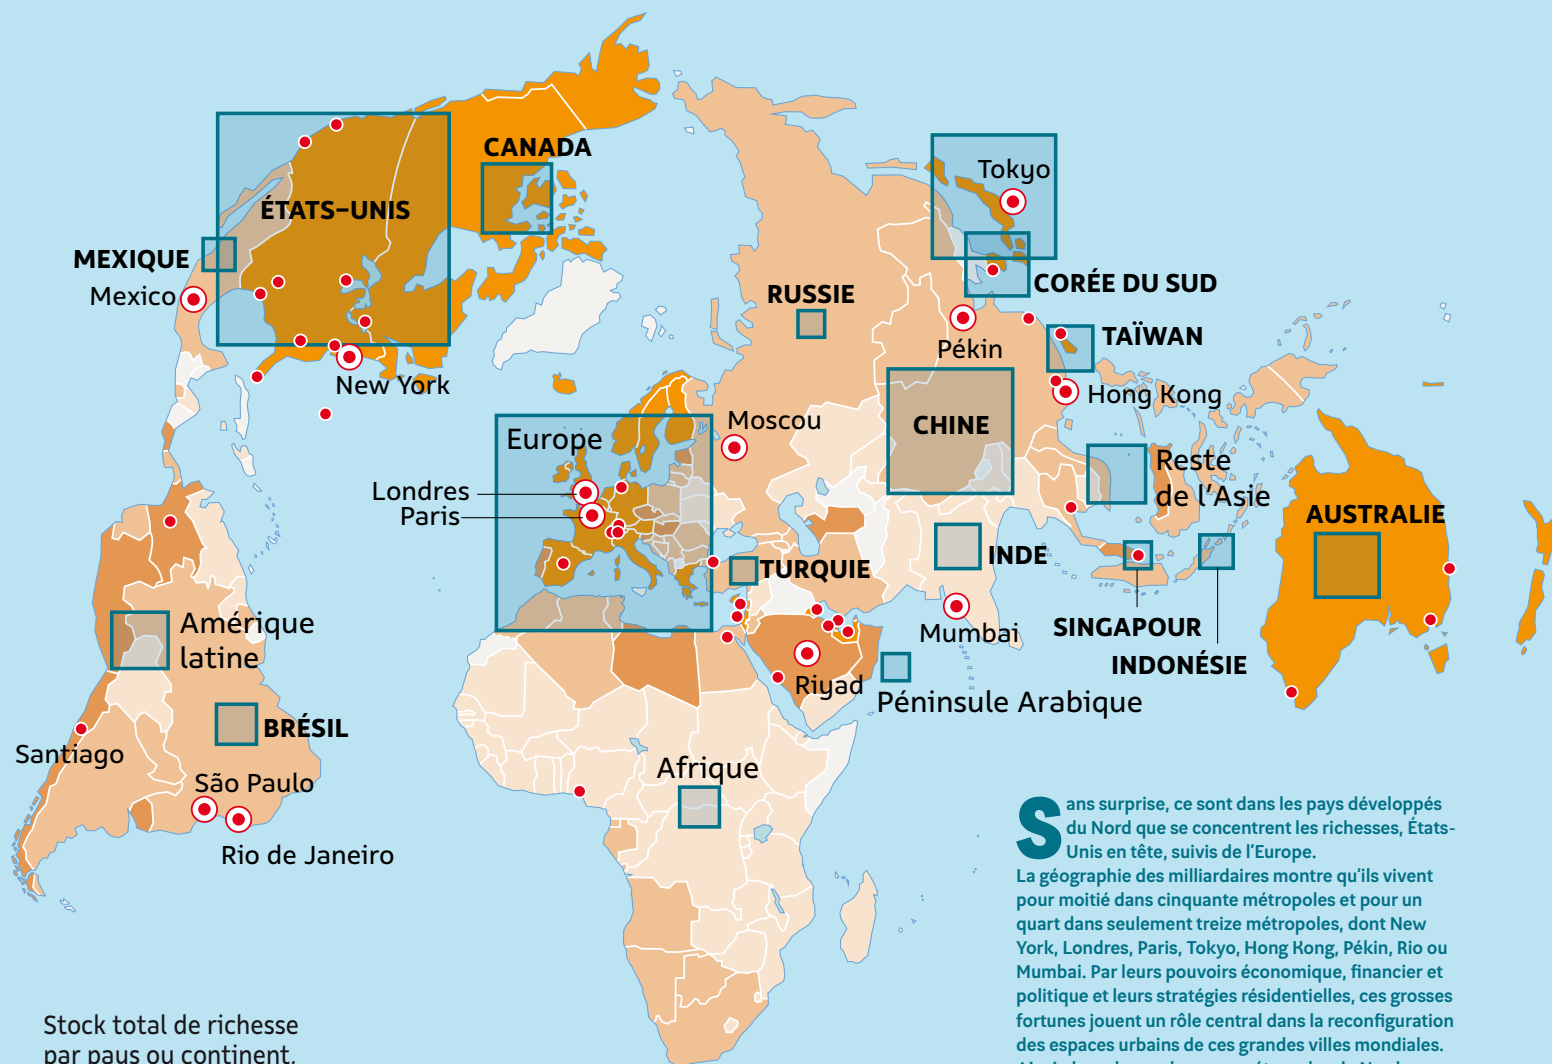 CANADA
ÉTATS-UNIS
MEXIQUE
Mexico
New York
Tokyo
CORÉE DU SUD
RUSSIE
TAÏWAN
Pékin
Hong Kong
Moscou
CHINE
Europe
Londres
Paris
Reste
de l'Asie
AUSTRALIE
INDE
TURQUIE
Mumbai
SINGAPOUR
INDONÉSIE
Amérique
latine
Riyad
Péninsule Arabique
BRÉSIL
Santiago
São Paulo
Rio de Janeiro
Afrique
Sans surprise, ce sont dans les pays développés
du Nord que se concentrent les richesses, États-
Unis en tête, suivis de l'Europe.
La géographie des milliardaires montre qu'ils vivent
pour moitié dans cinquante métropoles et pour un
quart dans seulement treize métropoles, dont New
York, Londres, Paris, Tokyo, Hong Kong, Pékin, Rio ou
Mumbai. Par leurs pouvoirs économique, financier et
politique et leurs stratégies résidentielles, ces grosses
fortunes jouent un rôle central dans la reconfiguration
des espaces urbains de ces grandes villes mondiales.
Stock total de richesse
par pays ou continent,